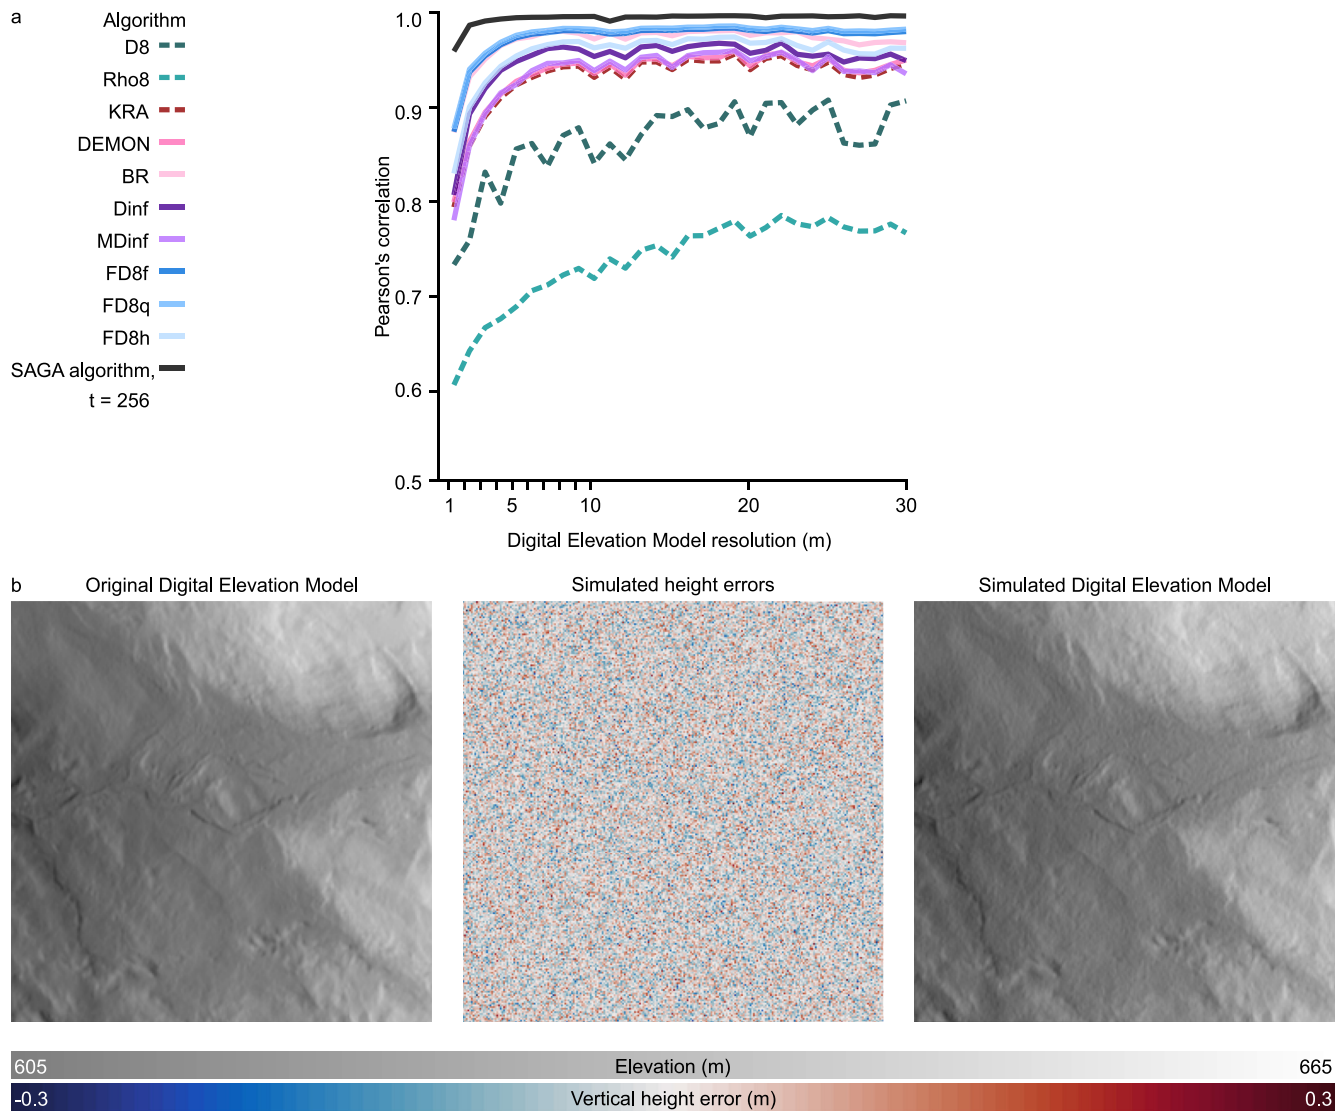 a
Algorithm
D8
Rho8
KRA
DEMON
BR
Dinf
MDinf
FD8f
FD8q
FD8h
SAGA algorithm,
t = 256
Pearson's correlation
1.0
0.9
0.8
0.7
0.6
0.5
1 5 10 20 30
Digital Elevation Model resolution (m)
b Original Digital Elevation Model Simulated height errors Simulated Digital Elevation Model
605 Elevation (m) 665
-0.3 Vertical height error (m) 0.3